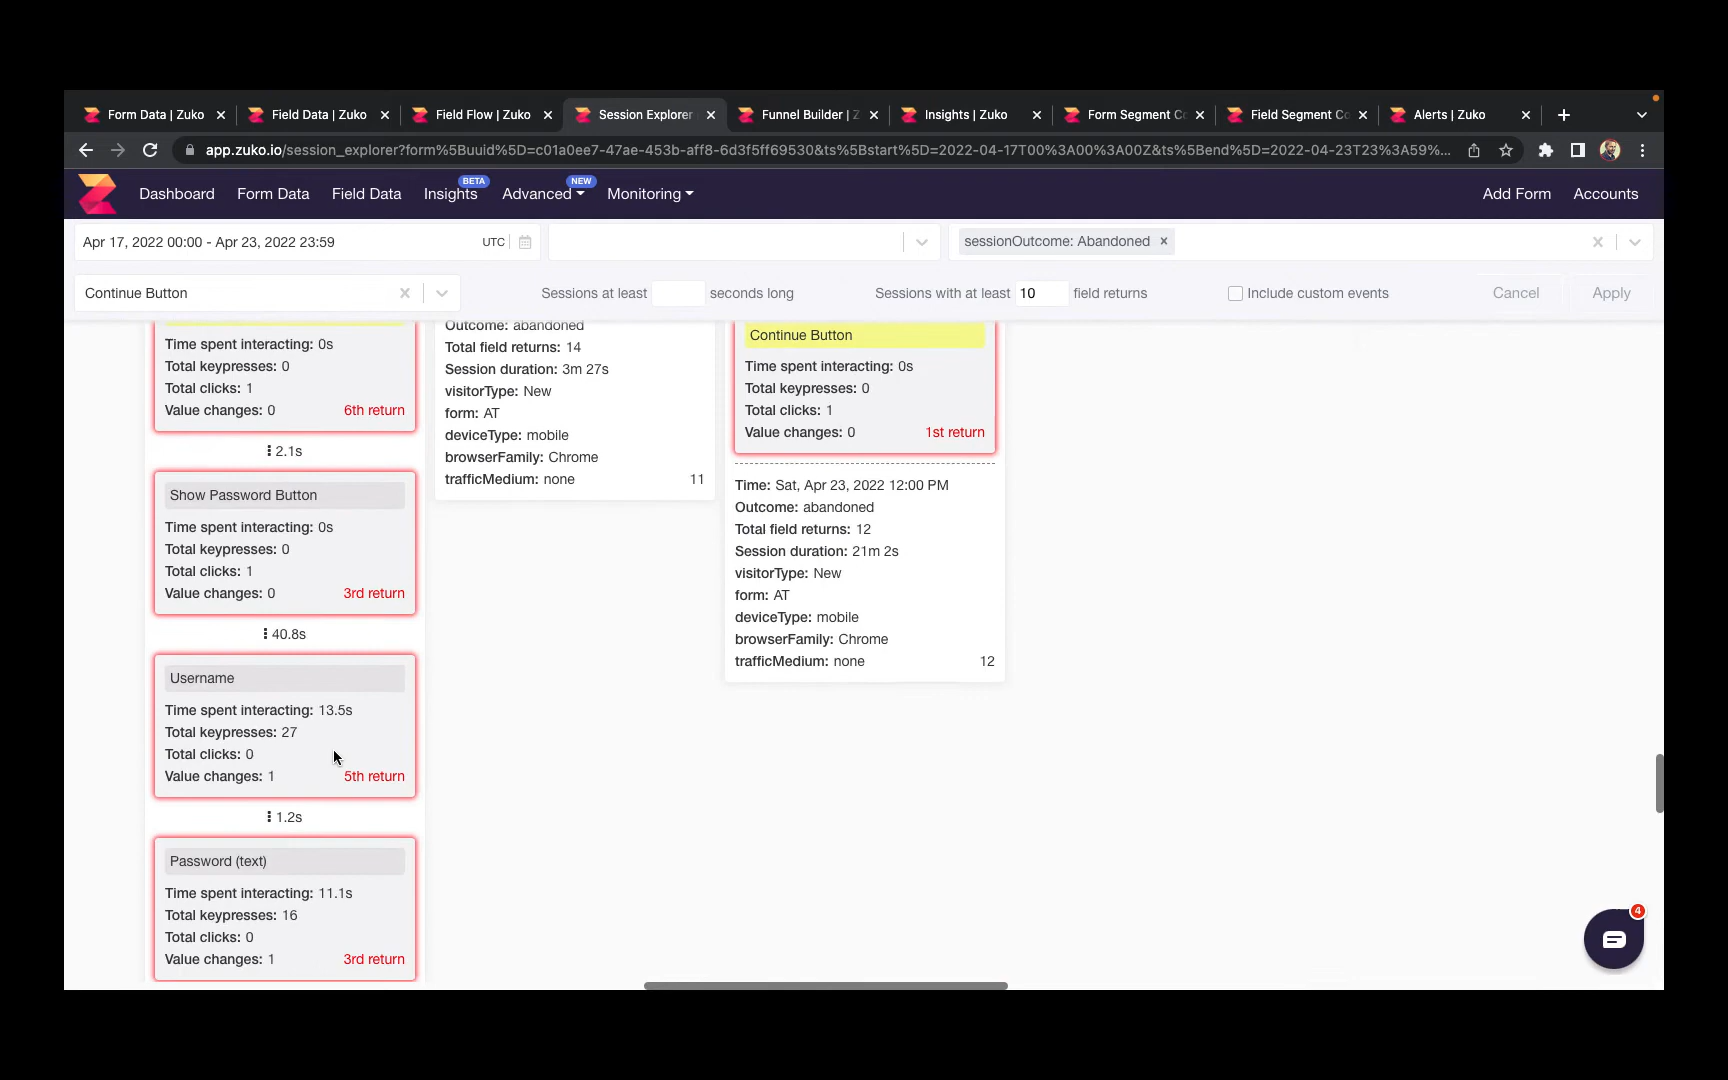 Form Data | Zuko
Field Data | Zuko
Field Flow | Zuko
Session Explorer
Funnel Builder | Z
Insights | Zuko
Form Segment Co
Field Segment Co
Alerts | Zuko
app.zuko.io/session_explorer?form%5Buuid%5D=c01a0ee7-47ae-453b-aff8-6d3f5ff69530&ts%5Bstart%5D=2022-04-17T00%3A00%3A00Z&ts%5Bend%5D=2022-04-23T23%3A59%...
Dashboard
Form Data
Field Data
Insights
BETA
Advanced
NEW
Monitoring
Add Form
Accounts
Apr 17, 2022 00:00 - Apr 23, 2022 23:59
UTC
sessionOutcome: Abandoned
Continue Button
Sessions at least
seconds long
Sessions with at least 10 field returns
Include custom events
Cancel
Apply
Time spent interacting: 0s
Total keypresses: 0
Total clicks: 1
Value changes: 0
6th return
2.1s
Show Password Button
Time spent interacting: 0s
Total keypresses: 0
Total clicks: 1
Value changes: 0
3rd return
40.8s
Username
Time spent interacting: 13.5s
Total keypresses: 27
Total clicks: 0
Value changes: 1
5th return
1.2s
Password (text)
Time spent interacting: 11.1s
Total keypresses: 16
Total clicks: 0
Value changes: 1
3rd return
Outcome: abandoned
Total field returns: 14
Session duration: 3m 27s
visitorType: New
form: AT
deviceType: mobile
browserFamily: Chrome
trafficMedium: none
11
Continue Button
Time spent interacting: 0s
Total keypresses: 0
Total clicks: 1
Value changes: 0
1st return
Time: Sat, Apr 23, 2022 12:00 PM
Outcome: abandoned
Total field returns: 12
Session duration: 21m 2s
visitorType: New
form: AT
deviceType: mobile
browserFamily: Chrome
trafficMedium: none
12
4